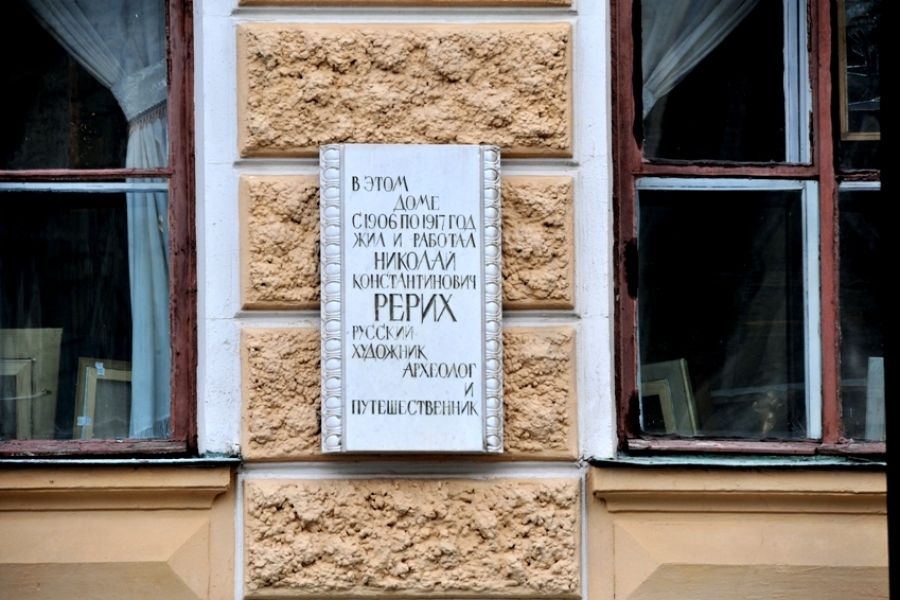 В ЭТОМ
ДОМЕ
С 1906 ПО 1917 ГОД
ЖИЛ И РАБОТАЛ
НИКОЛАЙ
КОНСТАНТИНОВИЧ
РЕРИХ
РУССКИЙ
ХУДОЖНИК
АРХЕОЛОГ
И
ПУТЕШЕСТВЕННИК